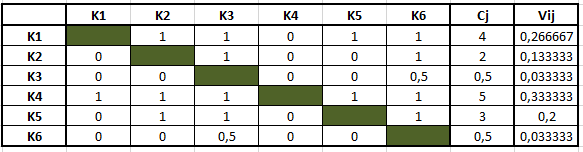 K1 K2 K3 K4 K5 K6 Cj Vij
K1 1 1 0 1 1 4 0,266667
K2 0 1 0 0 1 2 0,133333
K3 0 0 0 0 0,5 0,5 0,033333
K4 1 1 1 1 1 5 0,333333
K5 0 1 1 0 1 3 0,2
K6 0 0 0,5 0 0 0,5 0,033333